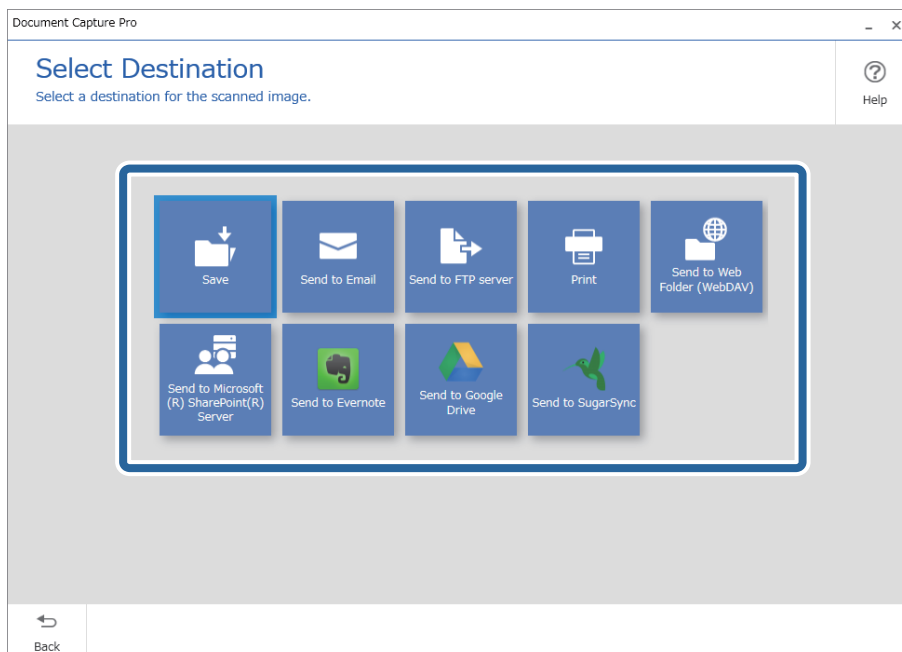 Document Capture Pro
Select Destination
Select a destination for the scanned image.
Help
Save
Send to Email
Send to FTP server
Print
Send to Web
Folder (WebDAV)
Send to Microsoft
(R) SharePoint(R)
Server
Send to Evernote
Send to Google
Drive
Send to SugarSync
Back